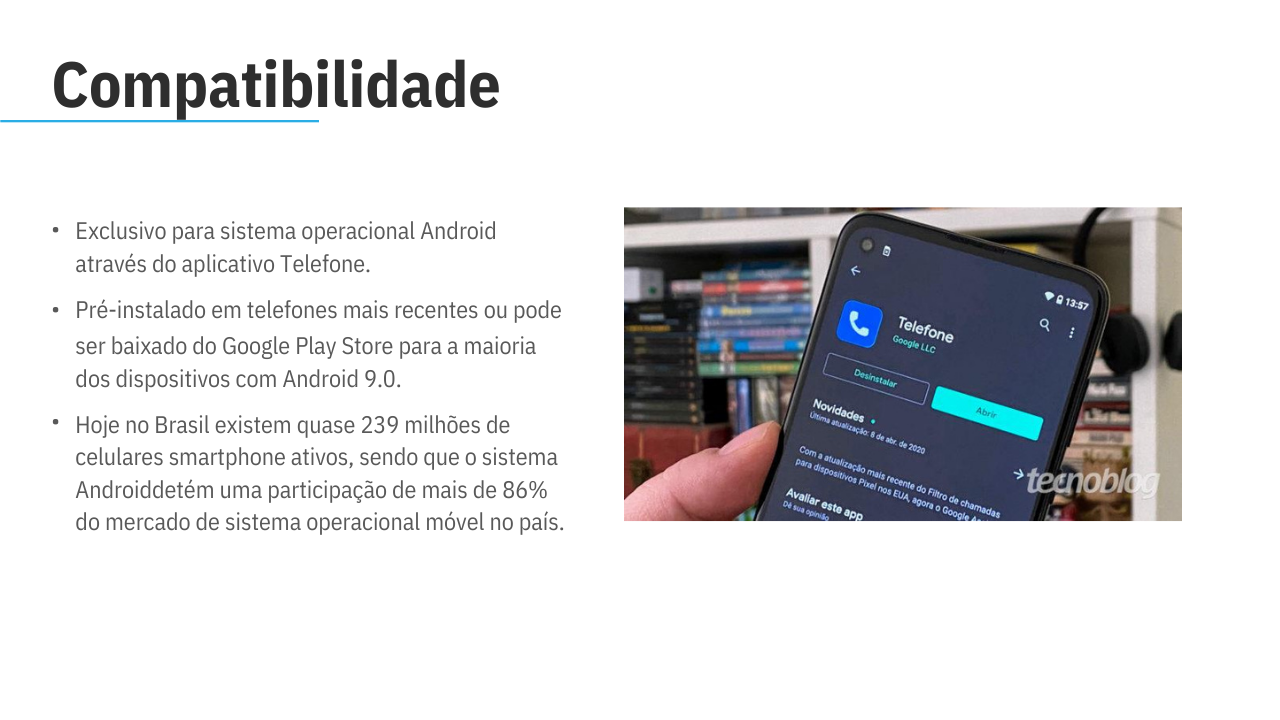 Compatibilidade
• Exclusivo para sistema operacional Android
através do aplicativo Telefone.
• Pré-instalado em telefones mais recentes ou pode
ser baixado do Google Play Store para a maioria
dos dispositivos com Android 9.0.
• Hoje no Brasil existem quase 239 milhões de
celulares smartphone ativos, sendo que o sistema
Androiddetém uma participação de mais de 86%
do mercado de sistema operacional móvel no país.
13:57
Telefone
Google LLC
Desinstalar
Abrir
Novidades
Última atualização: 8 de abr. de 2020
Com a atualização mais recente do Filtro de chamadas
para dispositivos Pixel nos EUA, agora o Google
Avaliar este app
Dê sua opinião
tecnoblog